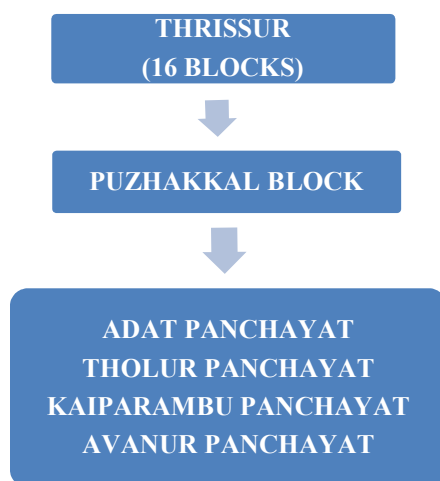 THRISSUR
(16 BLOCKS)
PUZHAKKAL BLOCK
ADAT PANCHAYAT
THOLUR PANCHAYAT
KAIPARAMBU PANCHAYAT
AVANUR PANCHAYAT